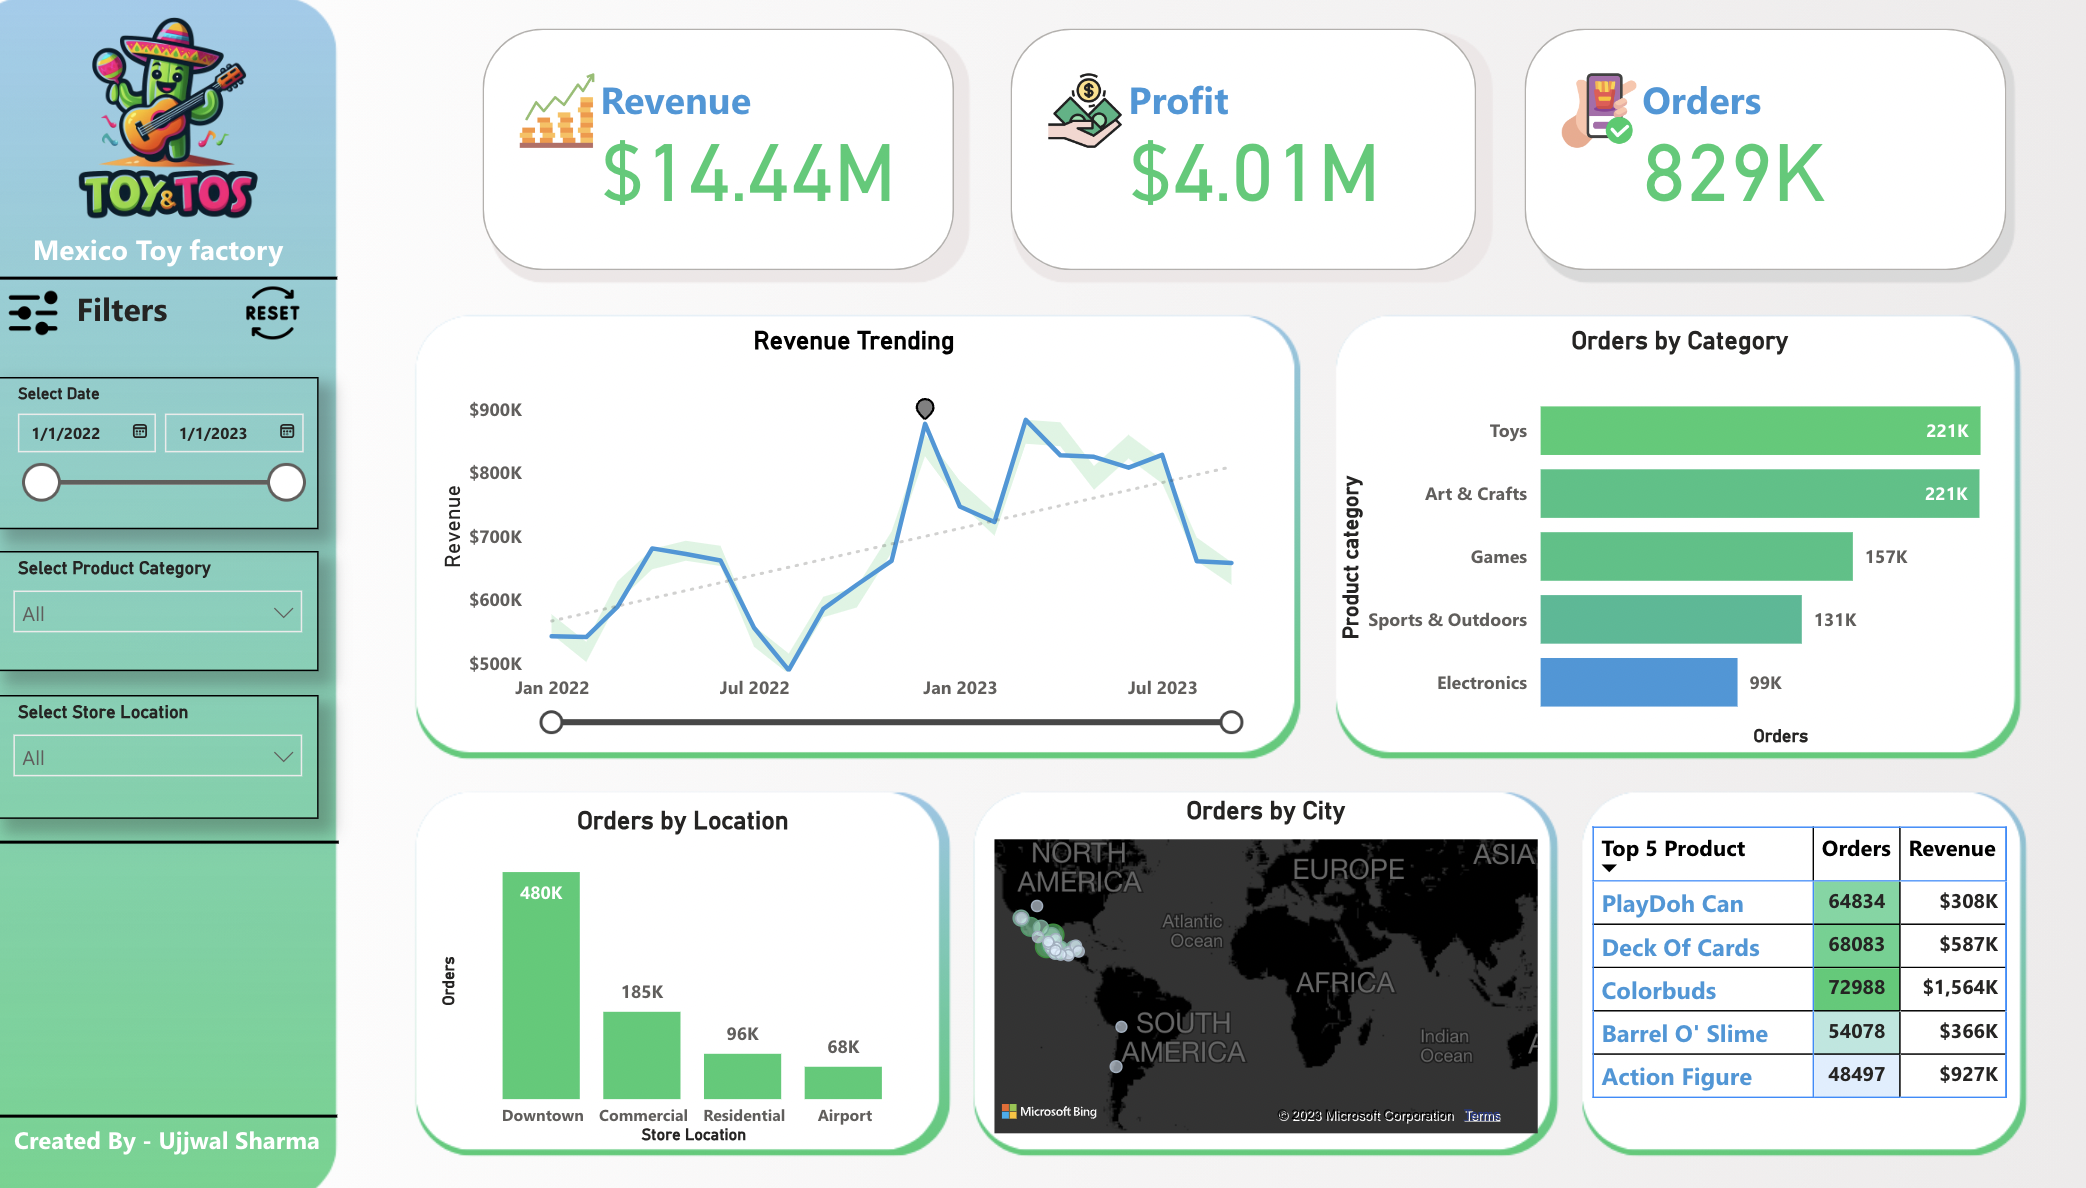 TOY&TOS
Mexico Toy factory
Filters
RESET
Select Date
1/1/2022
1/1/2023
Select Product Category
All
Select Store Location
All
Created By - Ujjwal Sharma
Revenue
$14.44M
Profit
$4.01M
Orders
829K
Revenue Trending
Revenue
$900K
$800K
$700K
$600K
$500K
Jan 2022
Jul 2022
Jan 2023
Jul 2023
Orders by Category
Product category
Toys 221K
Art & Crafts 221K
Games 157K
Sports & Outdoors 131K
Electronics 99K
Orders
Orders by Location
Orders
480K
185K
96K
68K
Downtown Commercial Residential Airport
Store Location
Orders by City
NORTH
AMERICA
EUROPE
ASIA
Atlantic
Ocean
AFRICA
SOUTH
AMERICA
Indian
Ocean
A
Microsoft Bing
© 2023 Microsoft Corporation Terms
Top 5 Product Orders Revenue
PlayDoh Can 64834 $308K
Deck Of Cards 68083 $587K
Colorbuds 72988 $1,564K
Barrel O' Slime 54078 $366K
Action Figure 48497 $927K